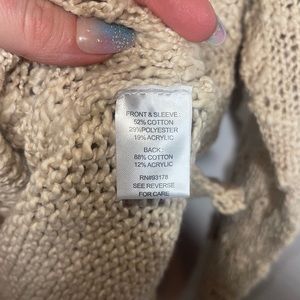 FRONT & SLEEVE:
52% COTTON
29% POLYESTER
19% ACRYLIC
BACK:
88% COTTON
12% ACRYLIC
RN#93178
SEE REVERSE
FOR CARE